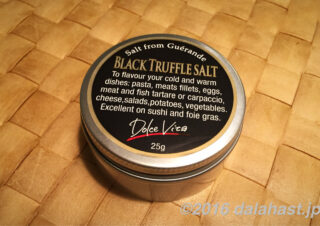 Salt from Guérande
BLACK TRUFFLE SALT
To flavour your cold and warm
dishes: pasta, meats fillets, eggs,
meat and fish tartare or carpaccio,
cheese,salads,potatoes, vegetables.
Excellent on sushi and foie gras.
Dolce Vita
25g
©2016 dalahast.jp